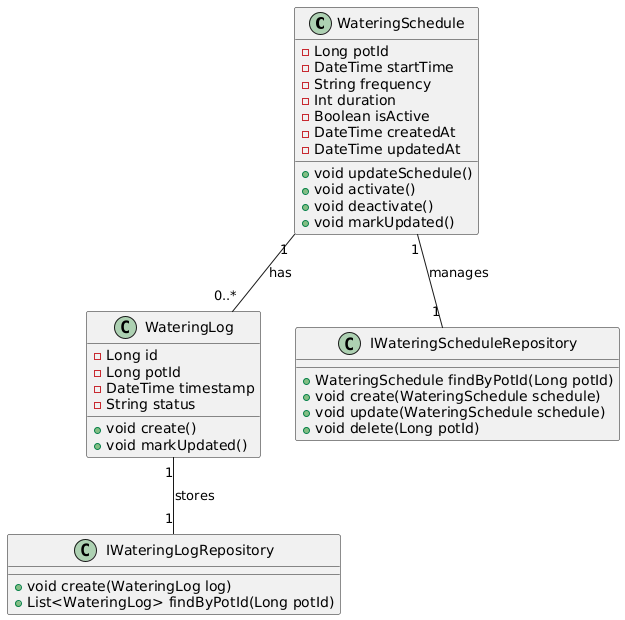 C WateringSchedule
Long potId
DateTime startTime
String frequency
Int duration
Boolean isActive
DateTime createdAt
DateTime updatedAt
void updateSchedule()
void activate()
void deactivate()
void markUpdated()
1
1
has
manages
0..*
1
C WateringLog
Long id
Long potId
DateTime timestamp
String status
void create()
void markUpdated()
C IWateringScheduleRepository
WateringSchedule findByPotId(Long potId)
void create(WateringSchedule schedule)
void update(WateringSchedule schedule)
void delete(Long potId)
1
stores
1
C IWateringLogRepository
void create(WateringLog log)
List<WateringLog> findByPotId(Long potId)